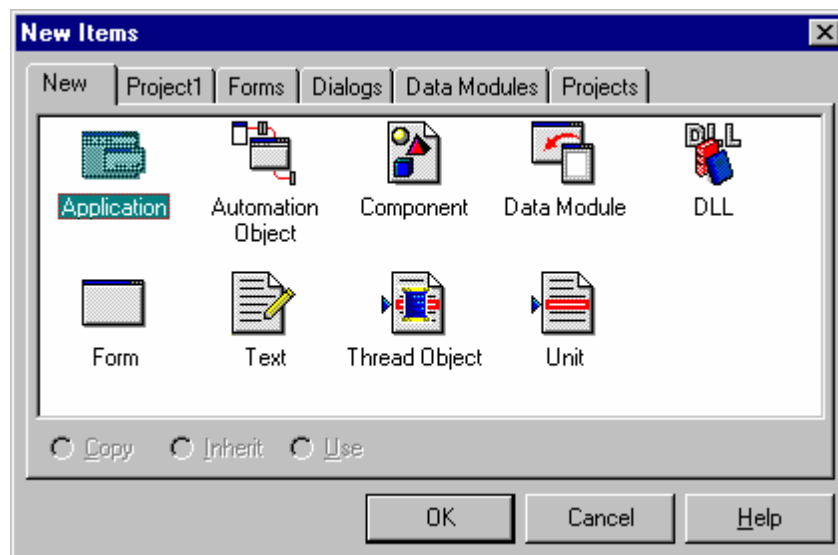 New Items
New Project1 Forms Dialogs Data Modules Projects
DLL
Application Automation Object Component Data Module DLL
Form Text Thread Object Unit
Copy Inherit Use
OK Cancel Help